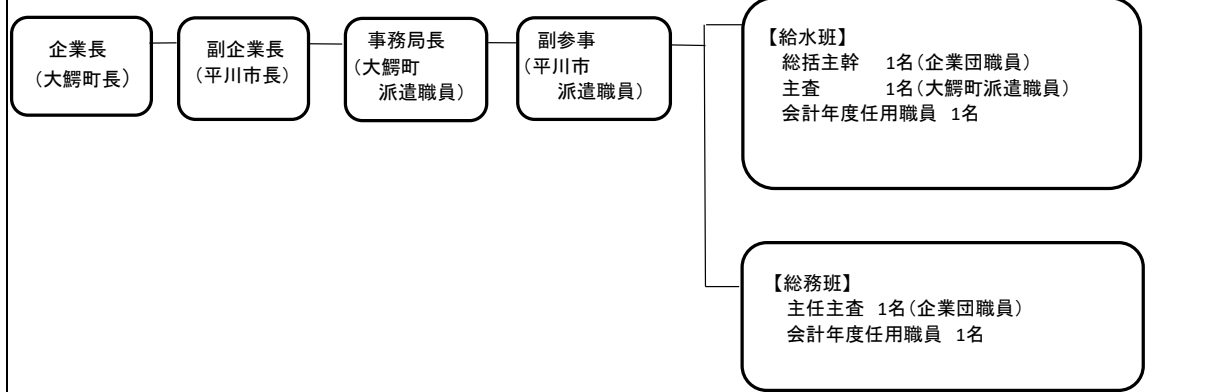 企業長
（大鰐町長）
副企業長
（平川市長）
事務局長
（大鰐町
派遣職員）
副参事
（平川市
派遣職員）
【給水班】
総括主幹 1名（企業団職員）
主査 1名（大鰐町派遣職員）
会計年度任用職員 1名
【総務班】
主任主査 1名（企業団職員）
会計年度任用職員 1名